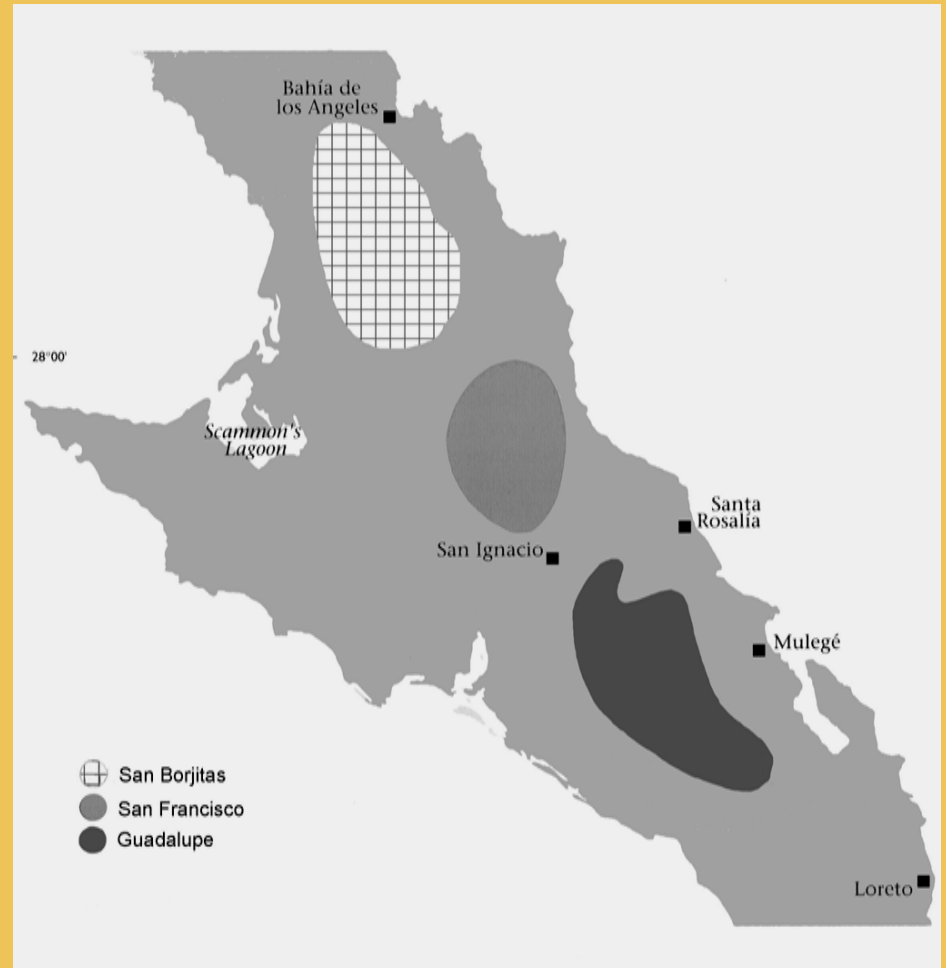 Bahía de
los Angeles
28°00'
Scammon's
Lagoon
Santa
Rosalía
San Ignacio
Mulegé
San Borjitas
San Francisco
Guadalupe
Loreto